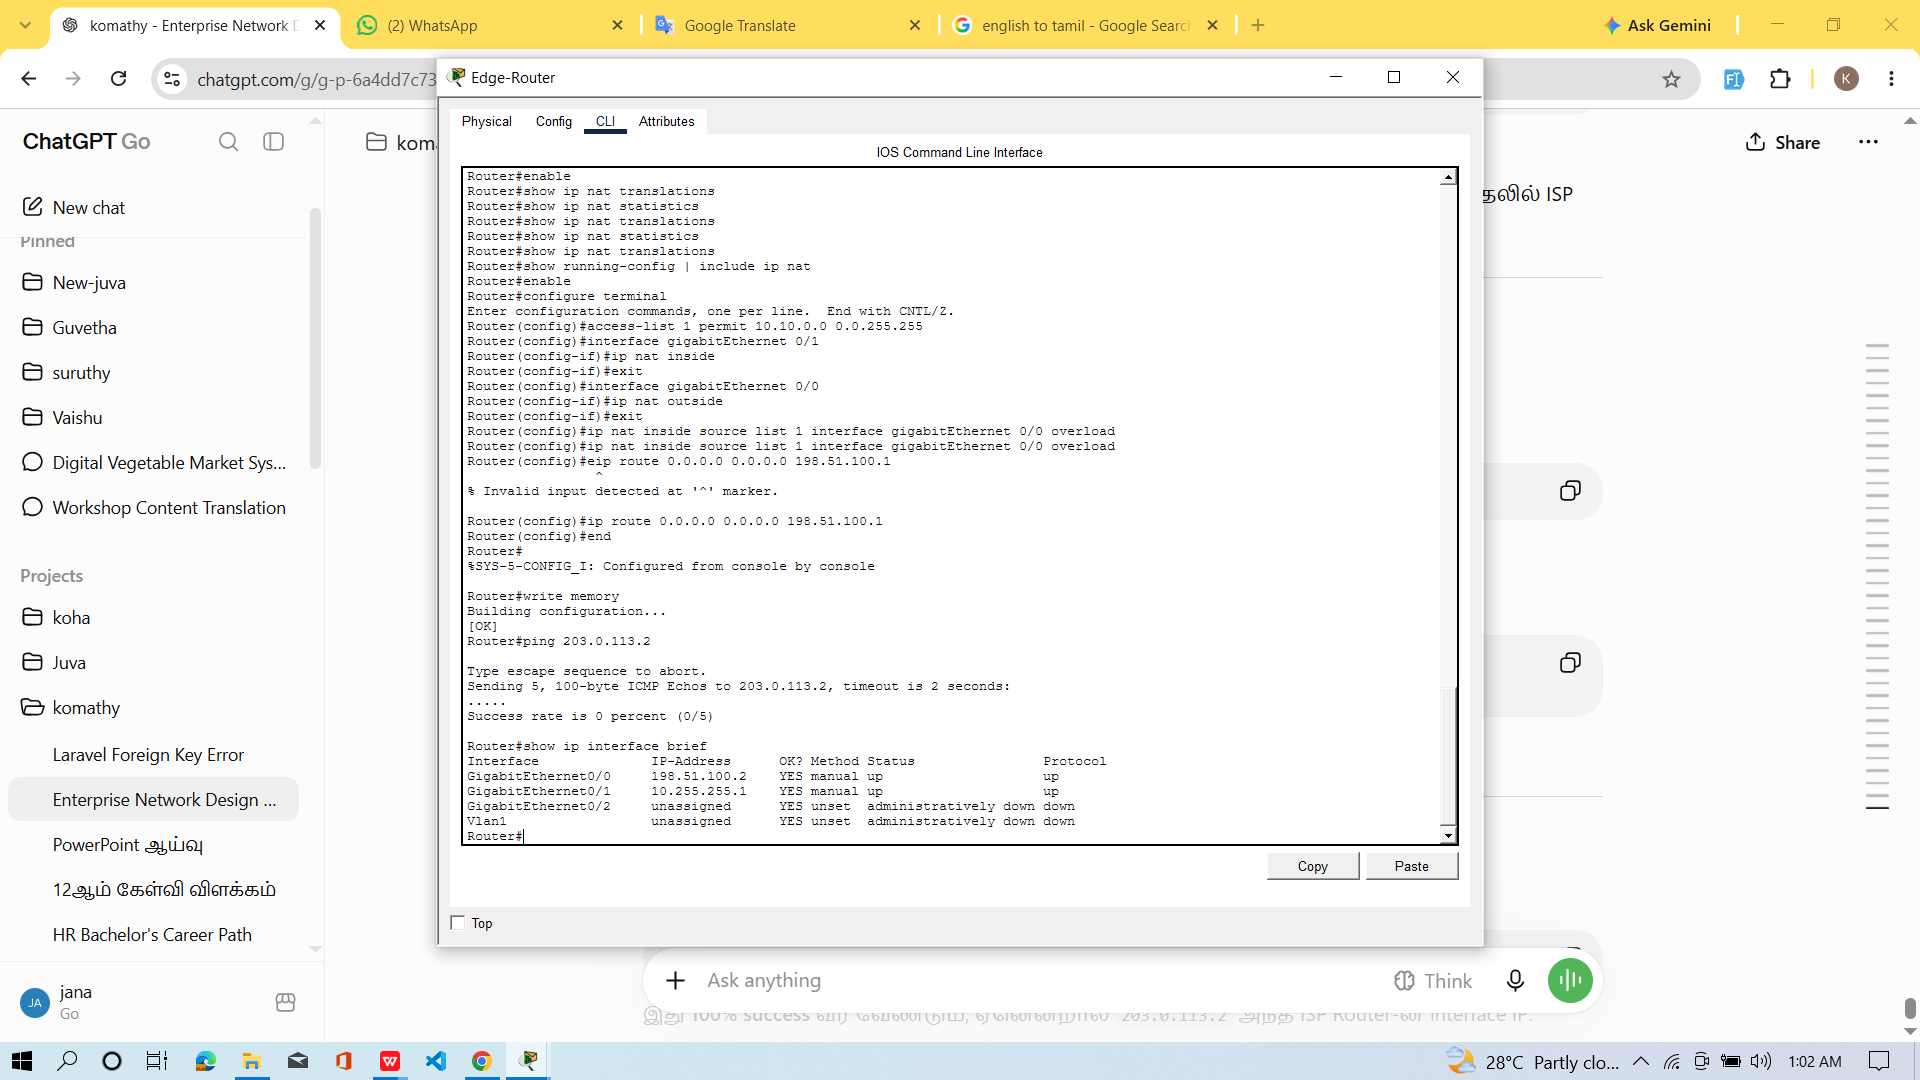 komathy - Enterprise Network D
(2) WhatsApp
Google Translate
english to tamil - Google Search
Ask Gemini
chatgpt.com/g/g-p-6a4dd7c73
K
Edge-Router
Physical
Config
CLI
Attributes
IOS Command Line Interface
Router#enable
Router#show ip nat translations
Router#show ip nat statistics
Router#show ip nat translations
Router#show ip nat statistics
Router#show ip nat translations
Router#show running-config | include ip nat
Router#enable
Router#configure terminal
Enter configuration commands, one per line.  End with CNTL/Z.
Router(config)#access-list 1 permit 10.10.0.0 0.0.255.255
Router(config)#interface gigabitEthernet 0/1
Router(config-if)#ip nat inside
Router(config-if)#exit
Router(config)#interface gigabitEthernet 0/0
Router(config-if)#ip nat outside
Router(config-if)#exit
Router(config)#ip nat inside source list 1 interface gigabitEthernet 0/0 overload
Router(config)#ip nat inside source list 1 interface gigabitEthernet 0/0 overload
Router(config)#eip route 0.0.0.0 0.0.0.0 198.51.100.1
^
% Invalid input detected at '^' marker.
Router(config)#ip route 0.0.0.0 0.0.0.0 198.51.100.1
Router(config)#end
Router#
%SYS-5-CONFIG_I: Configured from console by console
Router#write memory
Building configuration...
[OK]
Router#ping 203.0.113.2
Type escape sequence to abort.
Sending 5, 100-byte ICMP Echos to 203.0.113.2, timeout is 2 seconds:
.....
Success rate is 0 percent (0/5)
Router#show ip interface brief
Interface IP-Address OK? Method Status Protocol
GigabitEthernet0/0 198.51.100.2 YES manual up up
GigabitEthernet0/1 10.255.255.1 YES manual up up
GigabitEthernet0/2 unassigned YES unset administratively down down
Vlan1 unassigned YES unset administratively down down
Router#
Copy
Paste
Top
ChatGPT Go
New chat
Pinned
New-juva
Guvetha
suruthy
Vaishu
Digital Vegetable Market Sys...
Workshop Content Translation
Projects
koha
Juva
komathy
Laravel Foreign Key Error
Enterprise Network Design ...
PowerPoint ஆய்வு
12ஆம் கேள்வி விளக்கம்
HR Bachelor's Career Path
JA
jana
Go
kom
Share
தலில் ISP
Ask anything
Think
இது 100% success வர வேண்டும், ஏனென்றால் 203.0.113.2 அந்த ISP Router-ன் interface IP.
28°C Partly clo...
1:02 AM